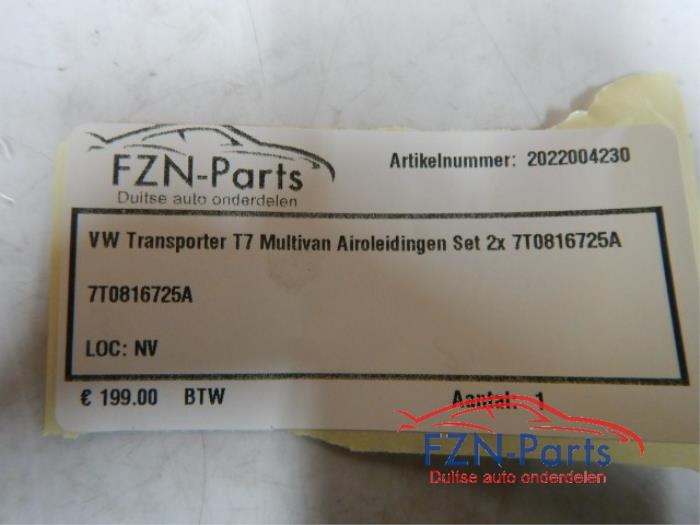 FZN-Parts
Duitse auto onderdelen
Artikelnummer: 2022004230
VW Transporter T7 Multivan Airoleidingen Set 2x 7T0816725A
7T0816725A
LOC: NV
€ 199.00 BTW
Aantal: 1
FZN-Parts
Duitse auto onderdelen